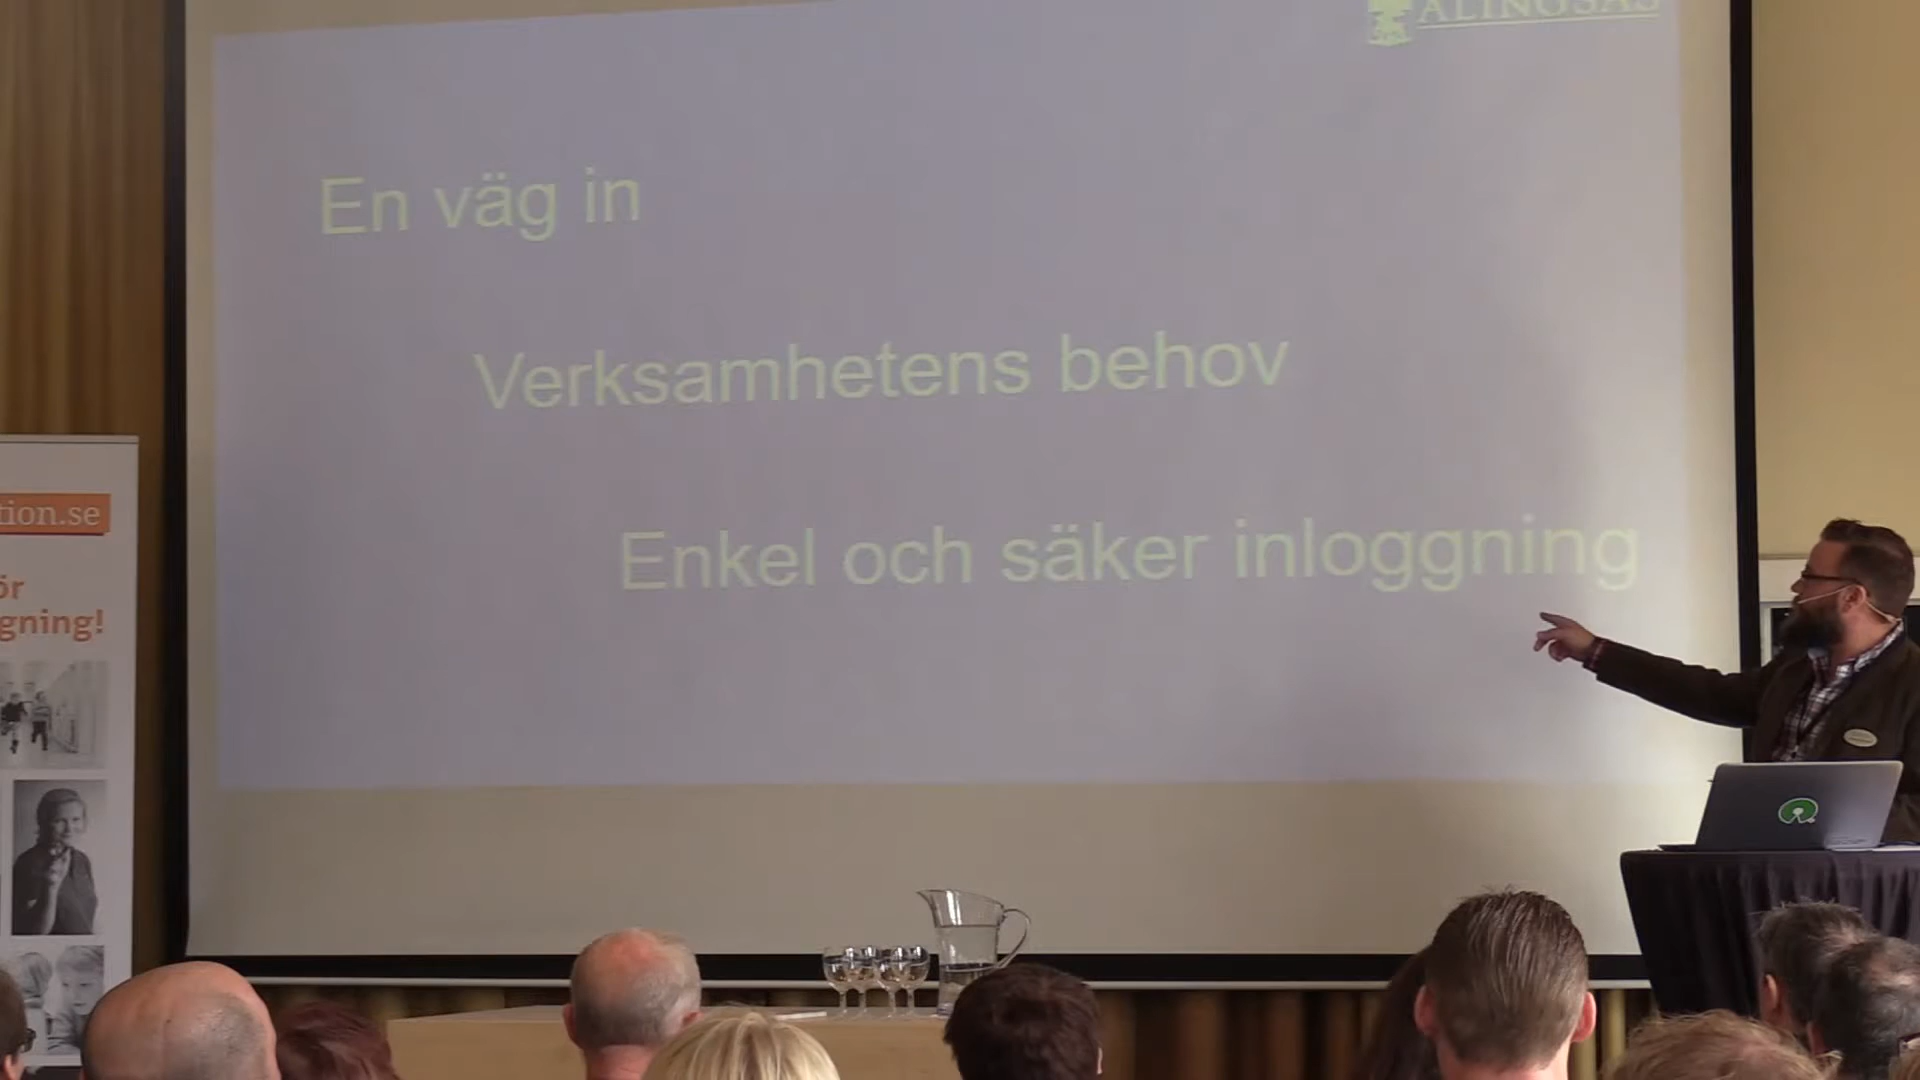 ALINGSÅS
En väg in
Verksamhetens behov
Enkel och säker inloggning
tion.se
ör
gning!